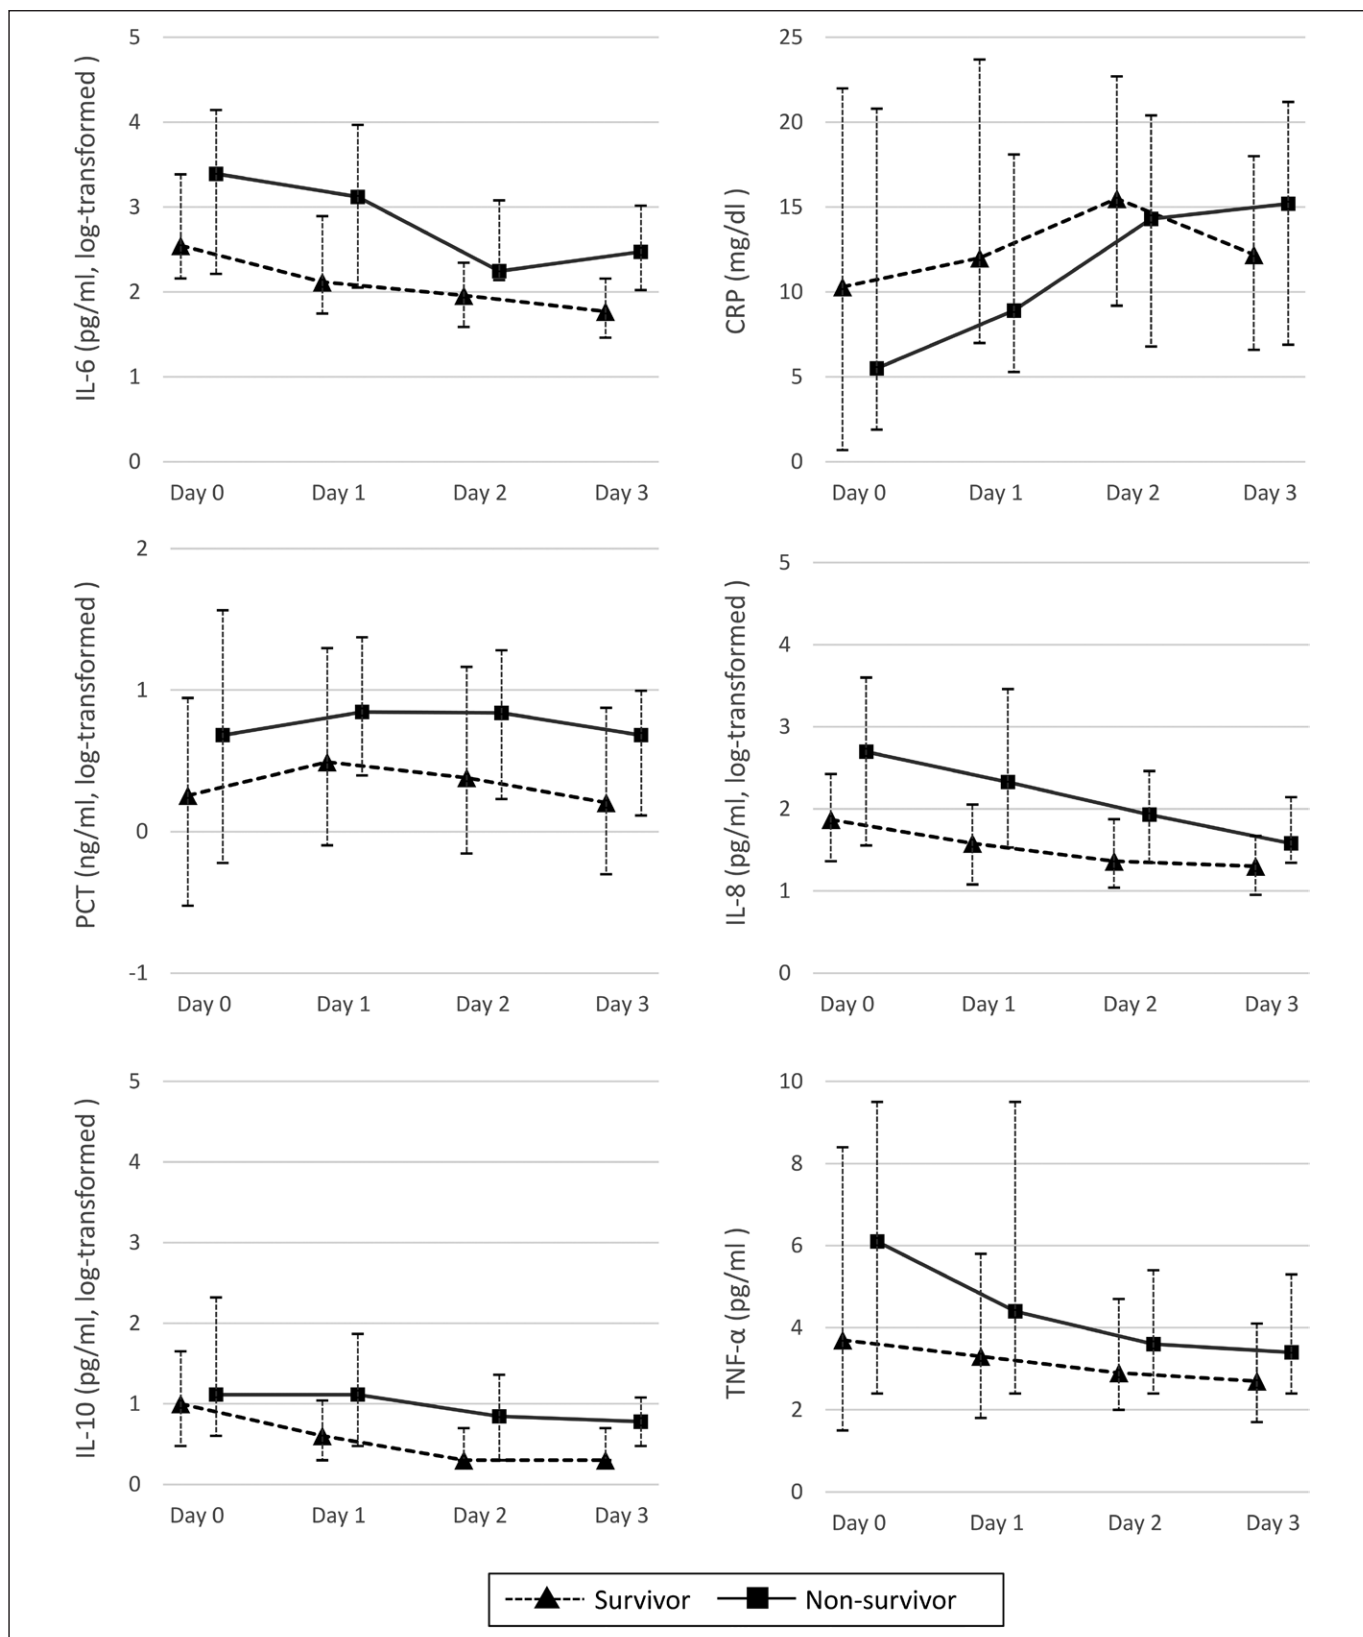 IL-6 (pg/ml, log-transformed )
5
4
3
2
1
0
Day 0 Day 1 Day 2 Day 3
CRP (mg/dl )
25
20
15
10
5
0
Day 0 Day 1 Day 2 Day 3
PCT (ng/ml, log-transformed )
2
1
0
-1
Day 0 Day 1 Day 2 Day 3
IL-8 (pg/ml, log-transformed )
5
4
3
2
1
0
Day 0 Day 1 Day 2 Day 3
IL-10 (pg/ml, log-transformed )
5
4
3
2
1
0
Day 0 Day 1 Day 2 Day 3
TNF-α (pg/ml )
10
8
6
4
2
0
Day 0 Day 1 Day 2 Day 3
Survivor Non-survivor